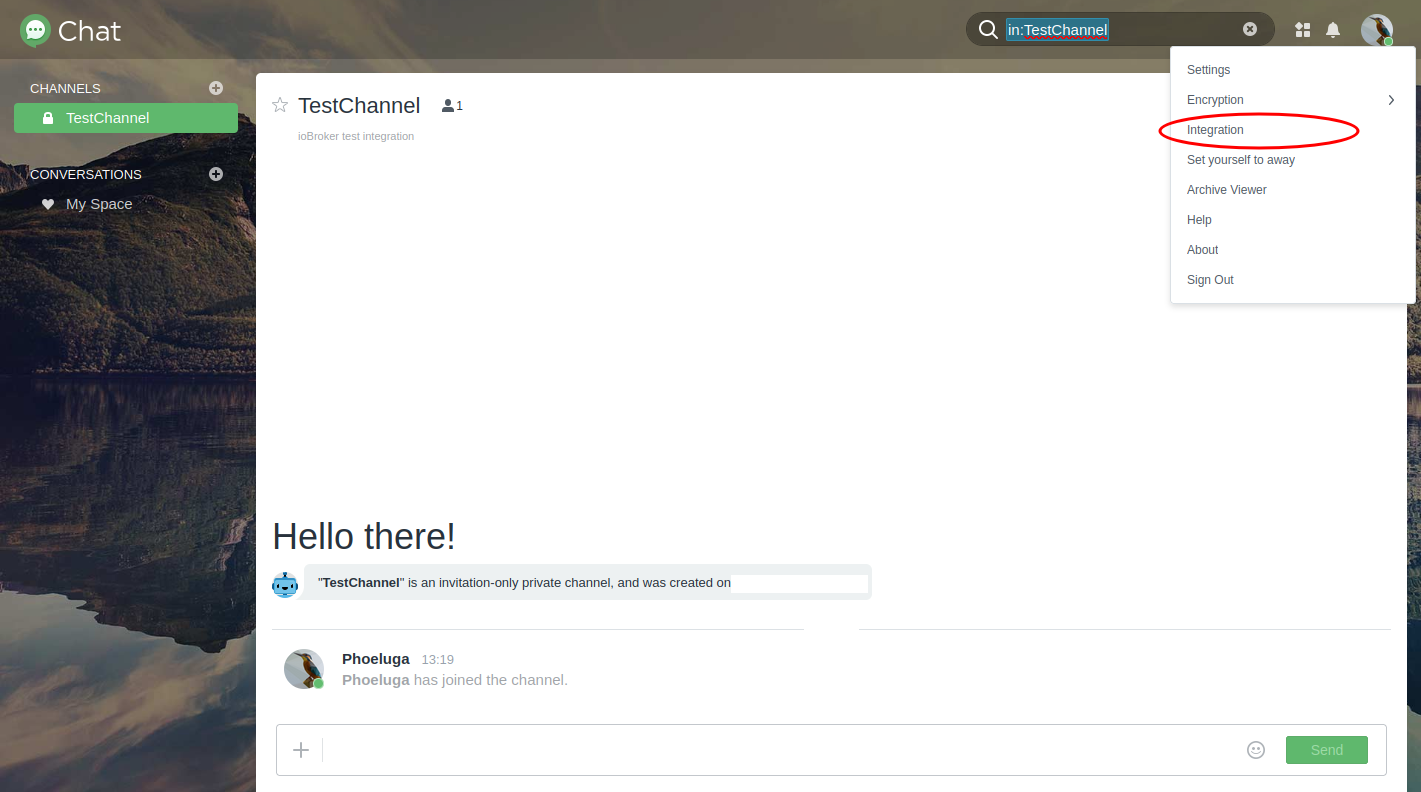 Chat
in:TestChannel
CHANNELS
TestChannel
CONVERSATIONS
My Space
TestChannel 1
ioBroker test integration
Settings
Encryption
Integration
Set yourself to away
Archive Viewer
Help
About
Sign Out
Hello there!
"TestChannel" is an invitation-only private channel, and was created on
Phoeluga 13:19
Phoeluga has joined the channel.
Send